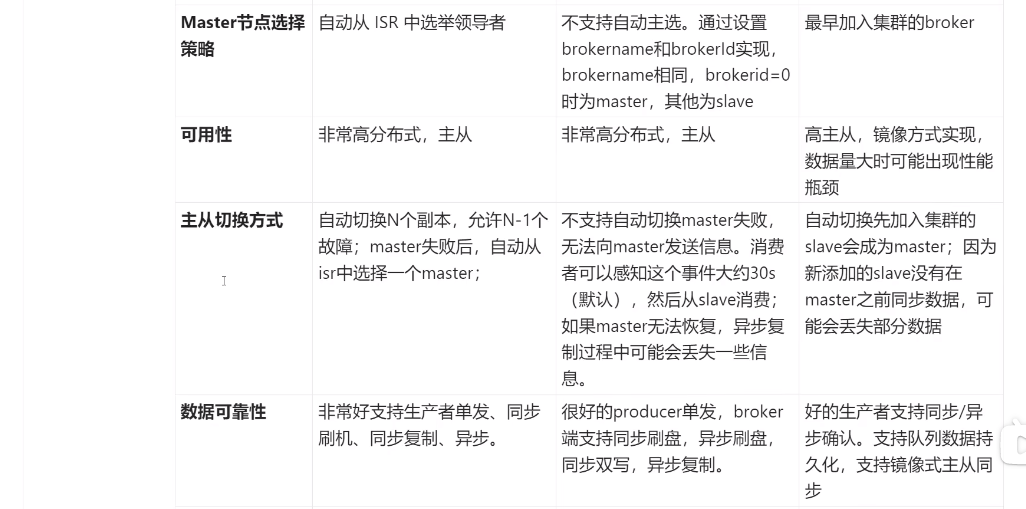 Master节点选择
策略
自动从 ISR 中选举领导者
不支持自动主选。通过设置
brokername和brokerId实现，
brokername相同，brokerid=0
时为master，其他为slave
最早加入集群的broker
可用性
非常高分布式，主从
非常高分布式，主从
高主从，镜像方式实现，
数据量大时可能出现性能
瓶颈
主从切换方式
自动切换N个副本，允许N-1个
故障；master失败后，自动从
isr中选择一个master；
不支持自动切换master失败，
无法向master发送信息。消费
者可以感知这个事件大约30s
（默认），然后从slave消费；
如果master无法恢复，异步复
制过程中可能会丢失一些信
息。
自动切换先加入集群的
slave会成为master；因为
新添加的slave没有在
master之前同步数据，可
能会丢失部分数据
数据可靠性
非常好支持生产者单发、同步
刷机、同步复制、异步。
很好的producer单发，broker
端支持同步刷盘，异步刷盘，
同步双写，异步复制。
好的生产者支持同步/异
步确认。支持队列数据持
久化，支持镜像式主从同
步